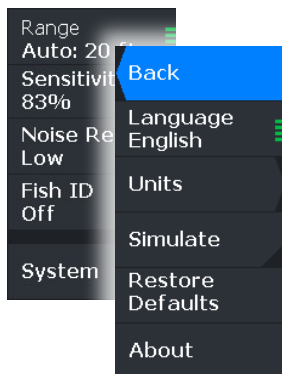 Range
Auto: 20
Sensitivit
83%
Noise Re
Low
Fish ID
Off
System
Back
Language
English
Units
Simulate
Restore
Defaults
About